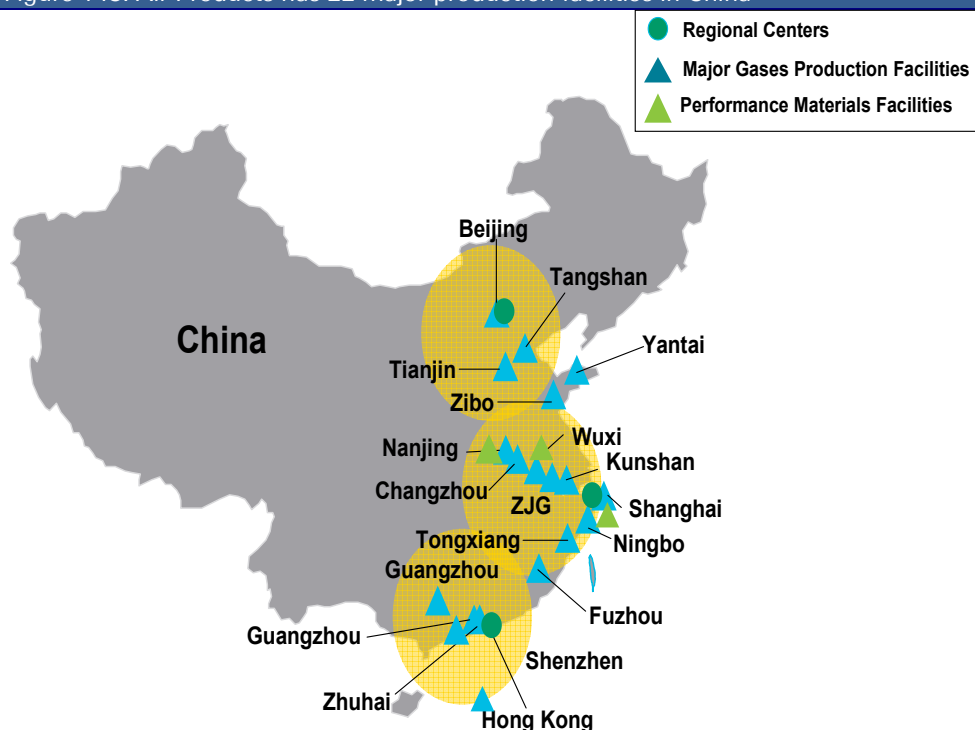 Regional Centers
Major Gases Production Facilities
Performance Materials Facilities
Beijing
Tangshan
China
Yantai
Tianjin
Zibo
Wuxi
Nanjing
Kunshan
Changzhou
ZJG
Shanghai
Tongxiang
Ningbo
Guangzhou
Fuzhou
Guangzhou
Shenzhen
Zhuhai
Hong Kong